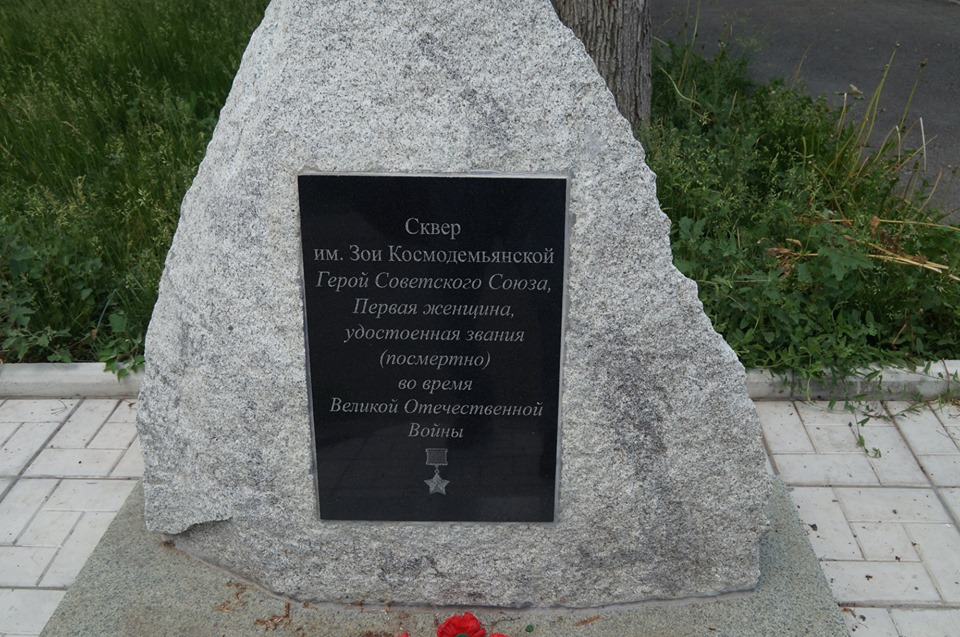 Сквер
им. Зои Космодемьянской
Герой Советского Союза,
Первая женщина,
удостоенная звания
(посмертно)
во время
Великой Отечественной
Войны